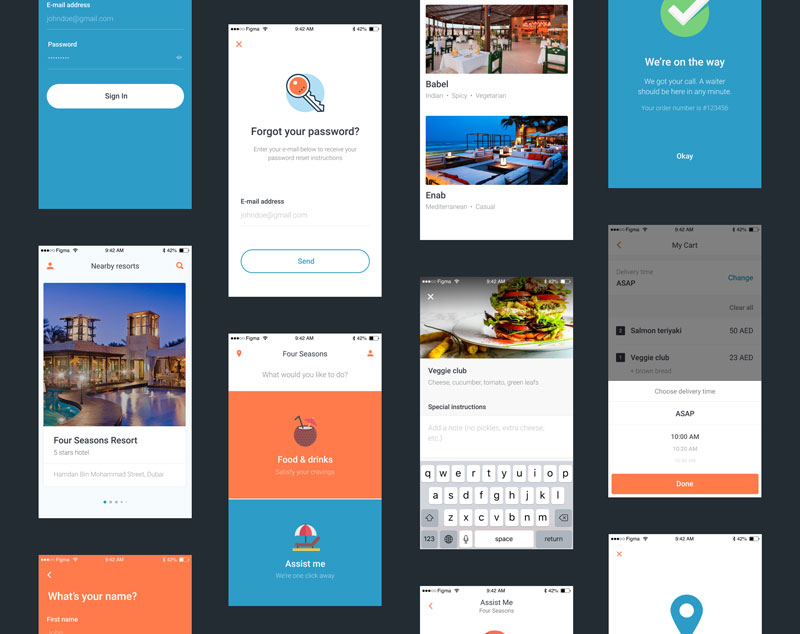 E-mail address
johndoe@gmail.com
Password
Sign In
Figma
9:42 AM
42%
Nearby resorts
Four Seasons Resort
5 stars hotel
Hamdan Bin Mohammad Street, Dubai
Figma
9:42 AM
42%
What's your name?
First name
John
Figma
9:42 AM
42%
Forgot your password?
Enter your e-mail below to receive your
password reset instructions
E-mail address
johndoe@gmail.com
Send
Figma
9:42 AM
42%
Four Seasons
What would you like to do?
Food & drinks
Satisfy your cravings
Assist me
We're one click away
Babel
Indian • Spicy • Vegetarian
Enab
Mediterranean • Casual
Figma
9:42 AM
42%
Veggie club
Cheese, cucumber, tomato, green leafs
Special instructions
Add a note (no pickles, extra cheese,
etc.)
q w e r t y u i o p
a s d f g h j k l
z x c v b n m
123 space return
Figma
9:42 AM
42%
Assist Me
Four Seasons
We're on the way
We got your call. A waiter
should be here in any minute.
Your order number is #123456
Okay
Figma
9:42 AM
42%
My Cart
Delivery time
ASAP
Change
Clear all
2 Salmon teriyaki 50 AED
1 Veggie club 23 AED
• brown bread
Choose delivery time
ASAP
10:00 AM
10:20 AM
Done
Figma
9:42 AM
42%